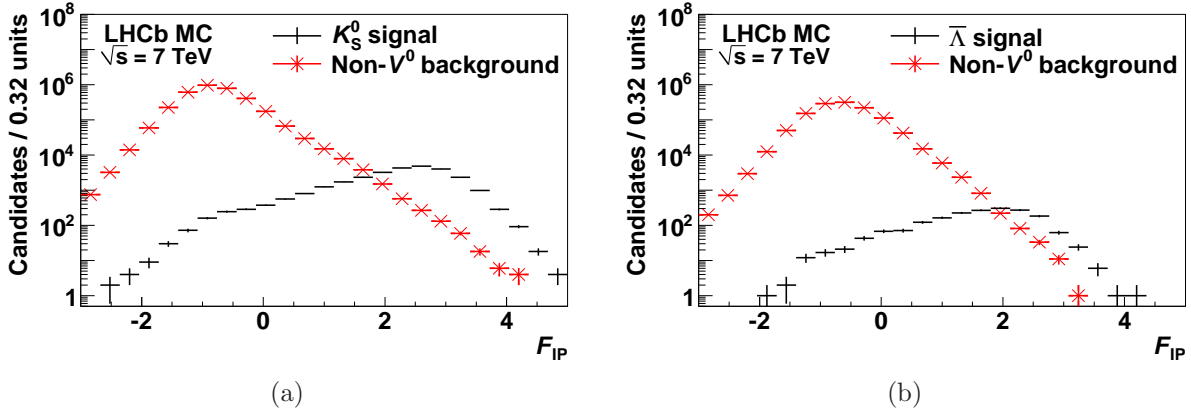 LHCb MC
√s = 7 TeV
K⁰S signal
Non-V⁰ background
Candidates / 0.32 units
10⁸
10⁶
10⁴
10²
1
-2 0 2 4
F_IP
(a)
LHCb MC
√s = 7 TeV
Λ̅ signal
Non-V⁰ background
Candidates / 0.32 units
10⁸
10⁶
10⁴
10²
1
-2 0 2 4
F_IP
(b)